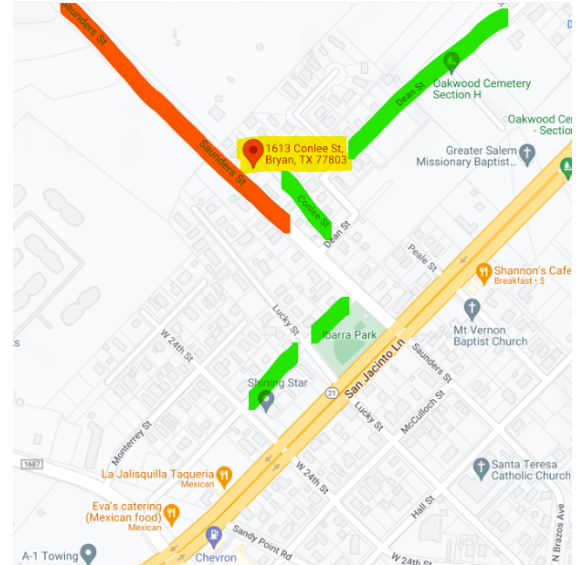 Saunders St
Dean St
Oakwood Cemetery
Section H
Oakwood Ce
- Section
1613 Conlee St,
Bryan, TX 77803
Greater Salem
Missionary Baptist...
Saunders St
Conlee St
Dean St
Peale St
Shannon's Cafe
Breakfast • $
Lucky St
Ibarra Park
Mt Vernon
Baptist Church
W 24th St
Shining Star
San Jacinto Ln
21
Saunders St
Lucky St
McCulloch St
Monterrey St
1687
La Jalisquilla Taqueria
Mexican
W 24th St
Santa Teresa
Catholic Church
Eva's catering
(Mexican food)
Mexican
Hall St
Sandy Point Rd
N Brazos Ave
A-1 Towing
Chevron
W 24th St